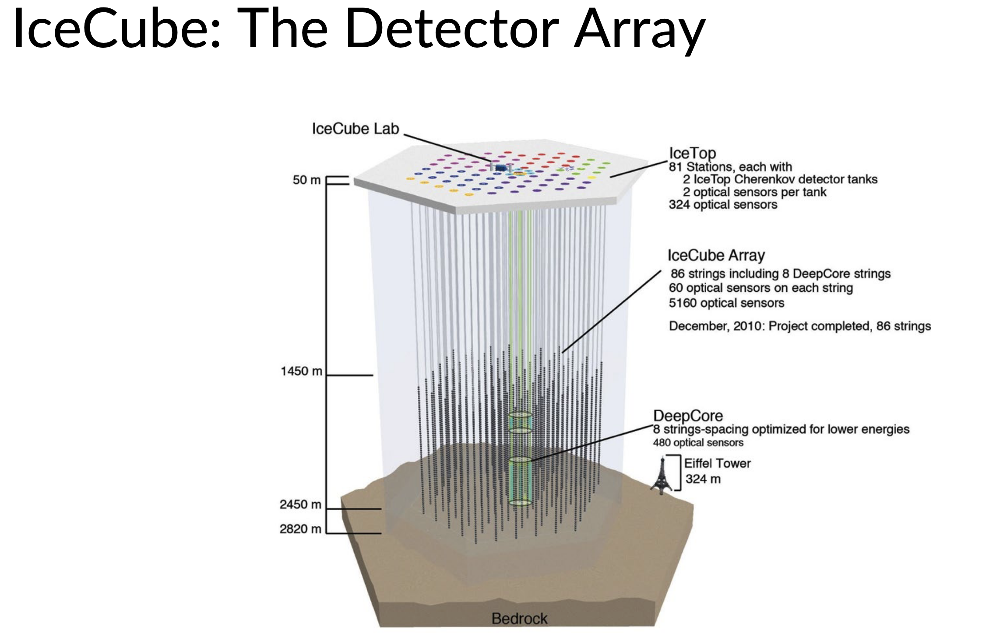 IceCube: The Detector Array
IceCube Lab
50 m
1450 m
2450 m
2820 m
IceTop
81 Stations, each with
2 IceTop Cherenkov detector tanks
2 optical sensors per tank
324 optical sensors
IceCube Array
86 strings including 8 DeepCore strings
60 optical sensors on each string
5160 optical sensors
December, 2010: Project completed, 86 strings
DeepCore
8 strings-spacing optimized for lower energies
480 optical sensors
Eiffel Tower
324 m
Bedrock